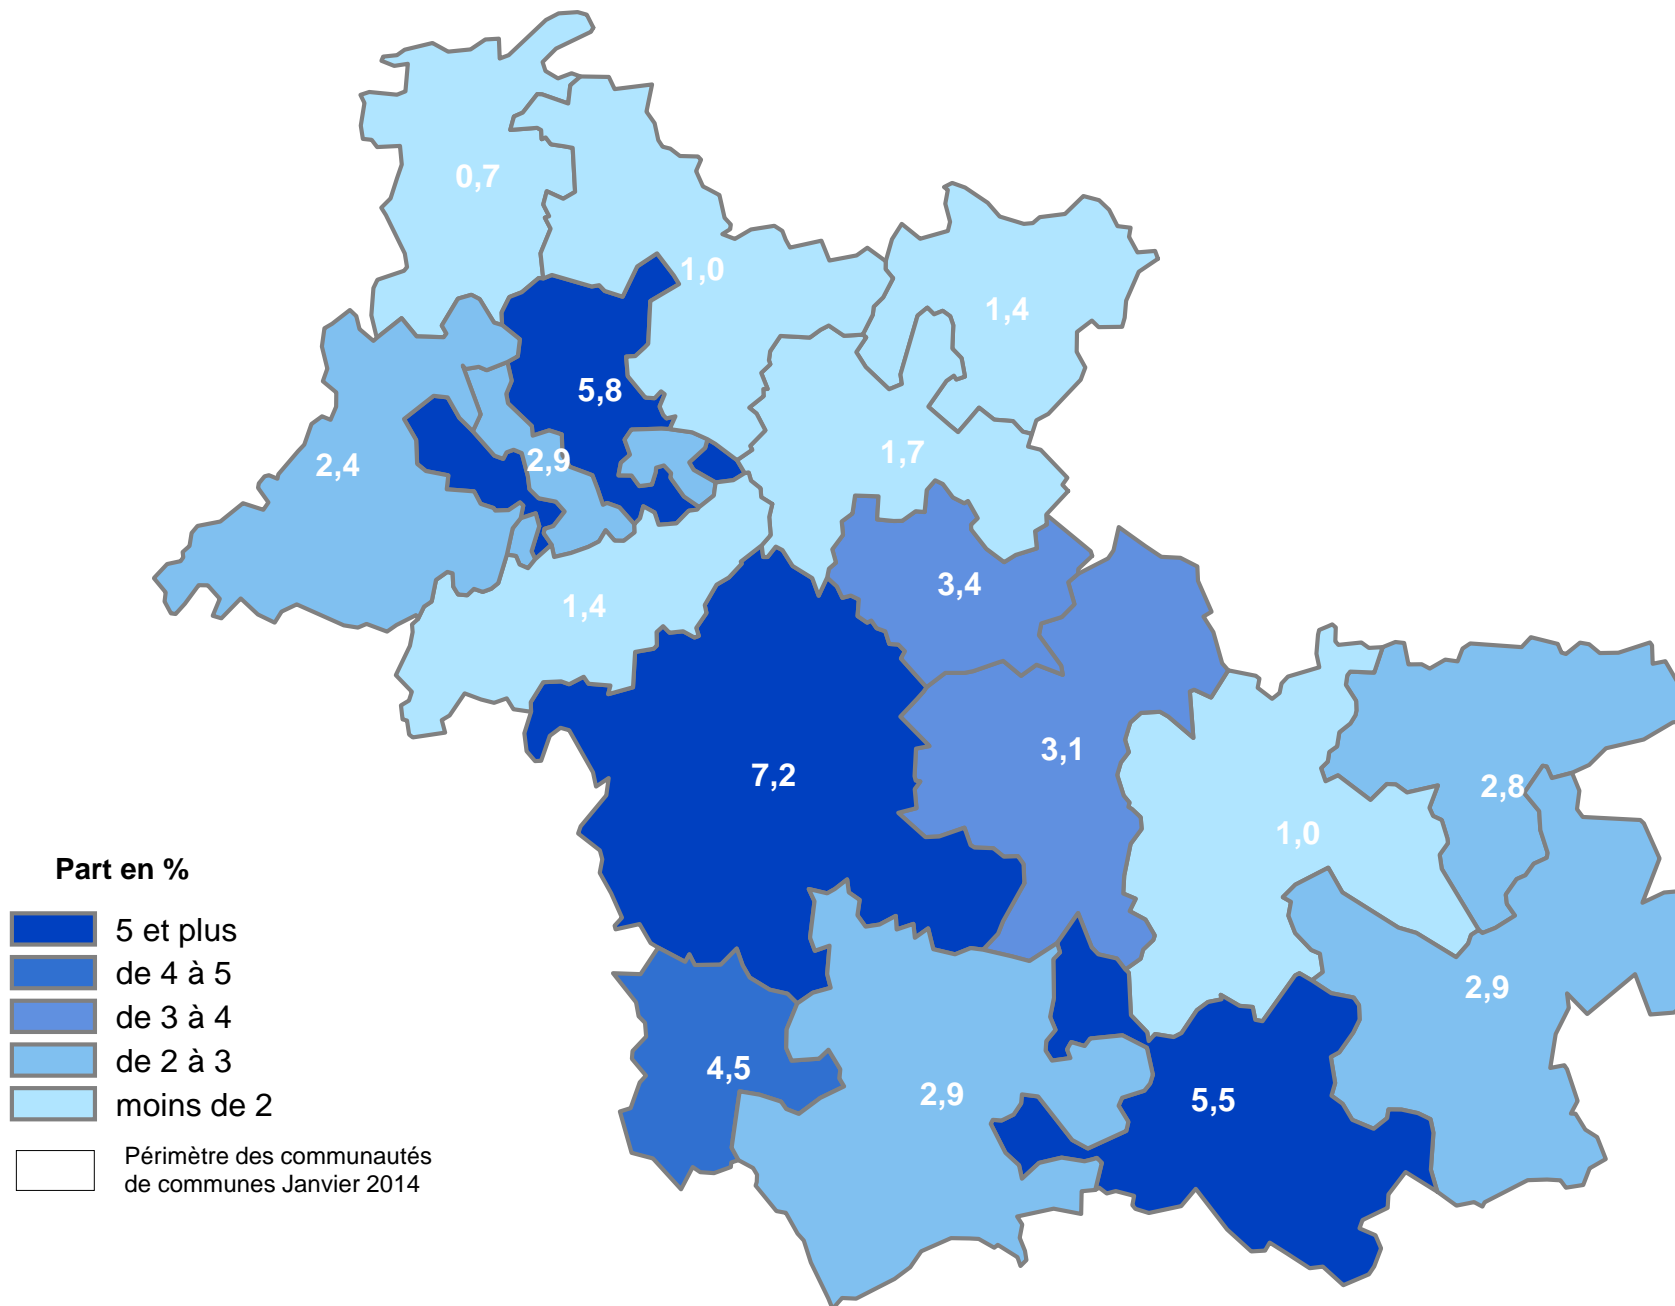 0,7
1,0
1,4
5,8
1,7
2,4
2,9
3,4
1,4
3,1
7,2
2,8
1,0
2,9
4,5
2,9
5,5
Part en %
5 et plus
de 4 à 5
de 3 à 4
de 2 à 3
moins de 2
Périmètre des communautés
de communes Janvier 2014